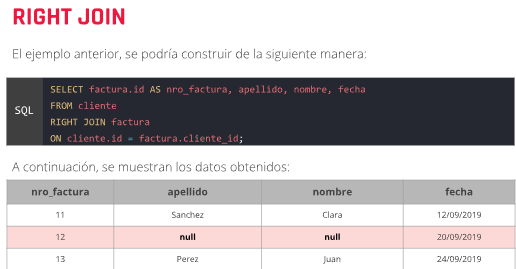 RIGHT JOIN
El ejemplo anterior, se podría construir de la siguiente manera:
SQL
SELECT factura.id AS nro_factura, apellido, nombre, fecha
FROM cliente
RIGHT JOIN factura
ON cliente.id = factura.cliente_id;
A continuación, se muestran los datos obtenidos:
nro_factura apellido nombre fecha
11 Sanchez Clara 12/09/2019
12 null null 20/09/2019
13 Perez Juan 24/09/2019